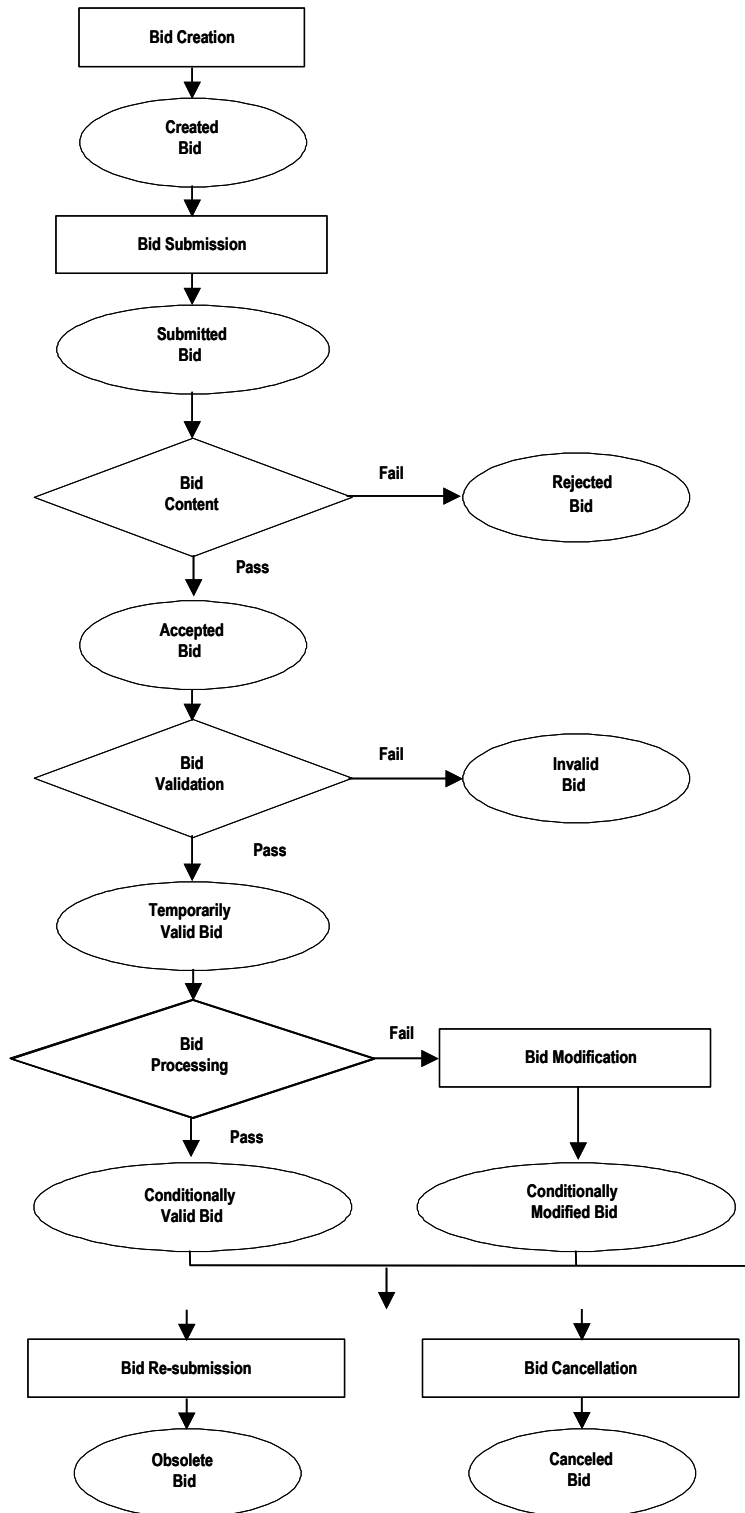 Bid Creation
Created
Bid
Bid Submission
Submitted
Bid
Bid
Content
Fail
Rejected
Bid
Pass
Accepted
Bid
Bid
Validation
Fail
Invalid
Bid
Pass
Temporarily
Valid Bid
Bid
Processing
Fail
Bid Modification
Pass
Conditionally
Valid Bid
Conditionally
Modified Bid
Bid Re-submission
Bid Cancellation
Obsolete
Bid
Canceled
Bid